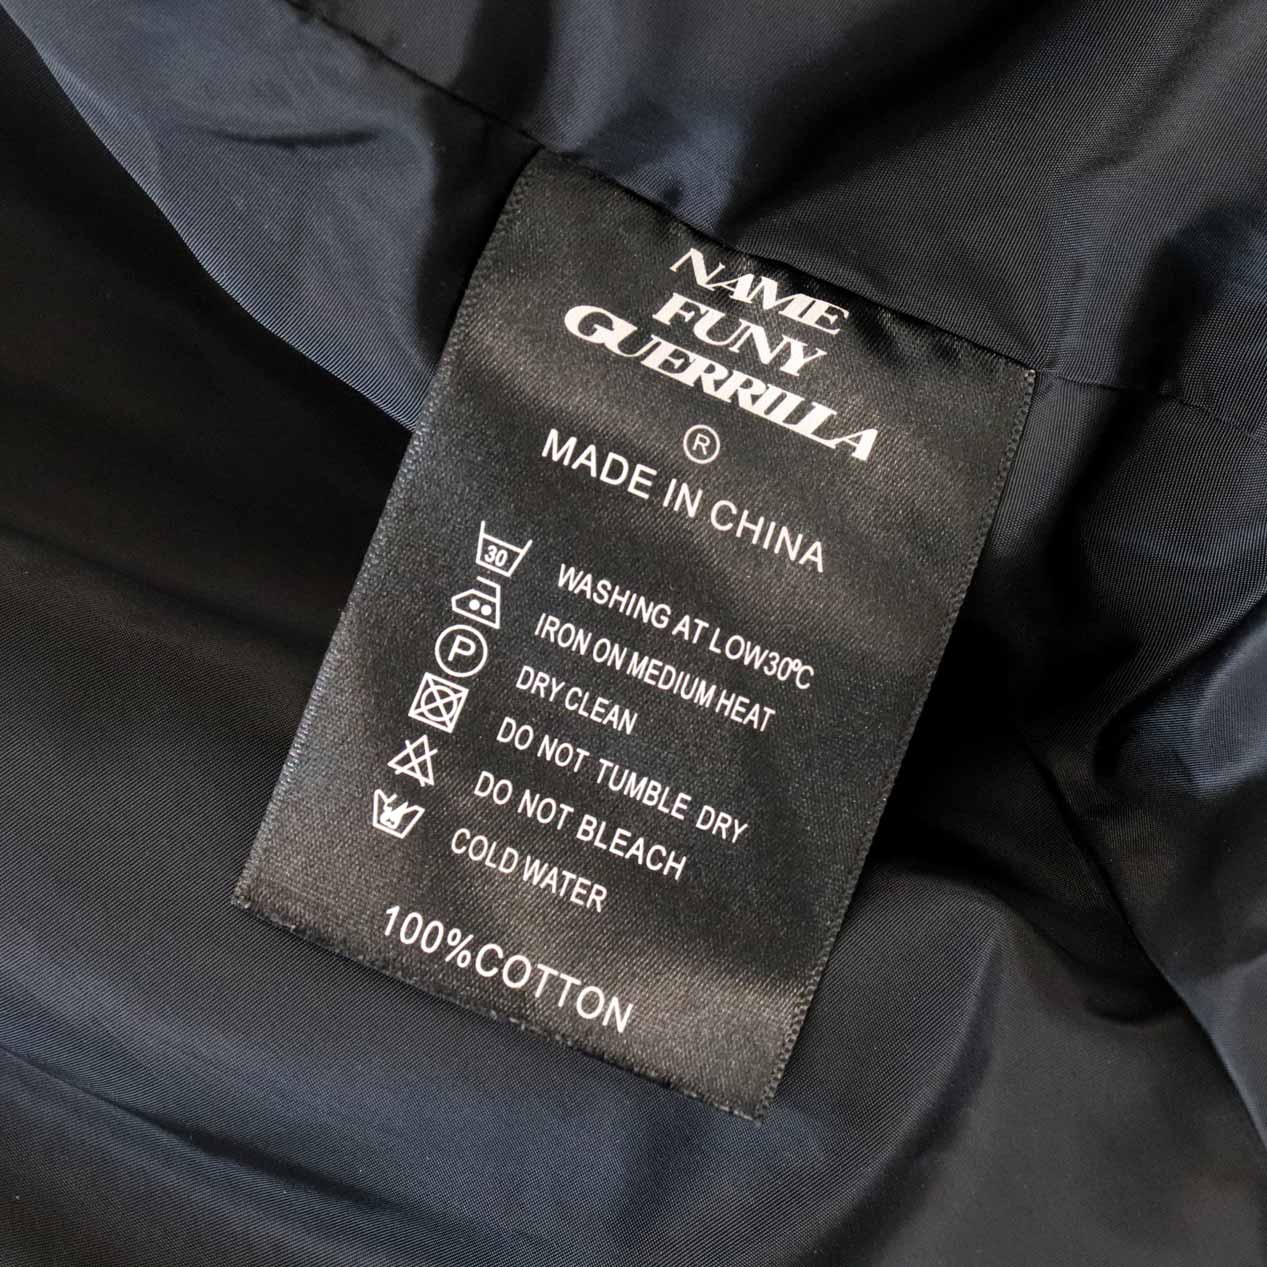 NAME
FUNY
GUERRILLA
®
MADE IN CHINA
30 WASHING AT LOW30℃
IRON ON MEDIUM HEAT
P DRY CLEAN
DO NOT TUMBLE DRY
DO NOT BLEACH
COLD WATER
100%COTTON